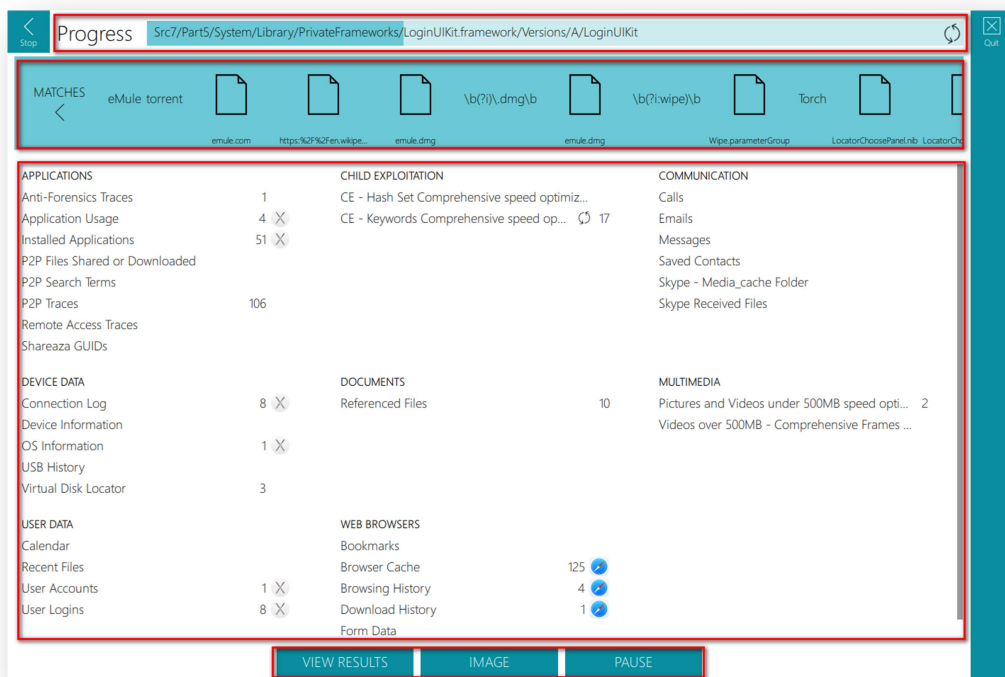 Stop
Progress
Src7/Part5/System/Library/PrivateFrameworks/LoginUIKit.framework/Versions/A/LoginUIKit
Quit
MATCHES
eMule torrent
\b(?i)\.dmg\b
\b(?i:wipe)\b
Torch
emule.com
https:%2F%2Fen.wikipe...
emule.dmg
emule.dmg
Wipe.parameterGroup
LocatorChoosePanel.nib
LocatorCho
APPLICATIONS
Anti-Forensics Traces 1
Application Usage 4 X
Installed Applications 51 X
P2P Files Shared or Downloaded
P2P Search Terms
P2P Traces 106
Remote Access Traces
Shareaza GUIDs
CHILD EXPLOITATION
CE - Hash Set Comprehensive speed optimiz...
CE - Keywords Comprehensive speed op... 17
COMMUNICATION
Calls
Emails
Messages
Saved Contacts
Skype - Media_cache Folder
Skype Received Files
DEVICE DATA
Connection Log 8 X
Device Information
OS Information 1 X
USB History
Virtual Disk Locator 3
DOCUMENTS
Referenced Files 10
MULTIMEDIA
Pictures and Videos under 500MB speed opti... 2
Videos over 500MB - Comprehensive Frames ...
USER DATA
Calendar
Recent Files
User Accounts 1 X
User Logins 8 X
WEB BROWSERS
Bookmarks
Browser Cache 125
Browsing History 4
Download History 1
Form Data
VIEW RESULTS
IMAGE
PAUSE